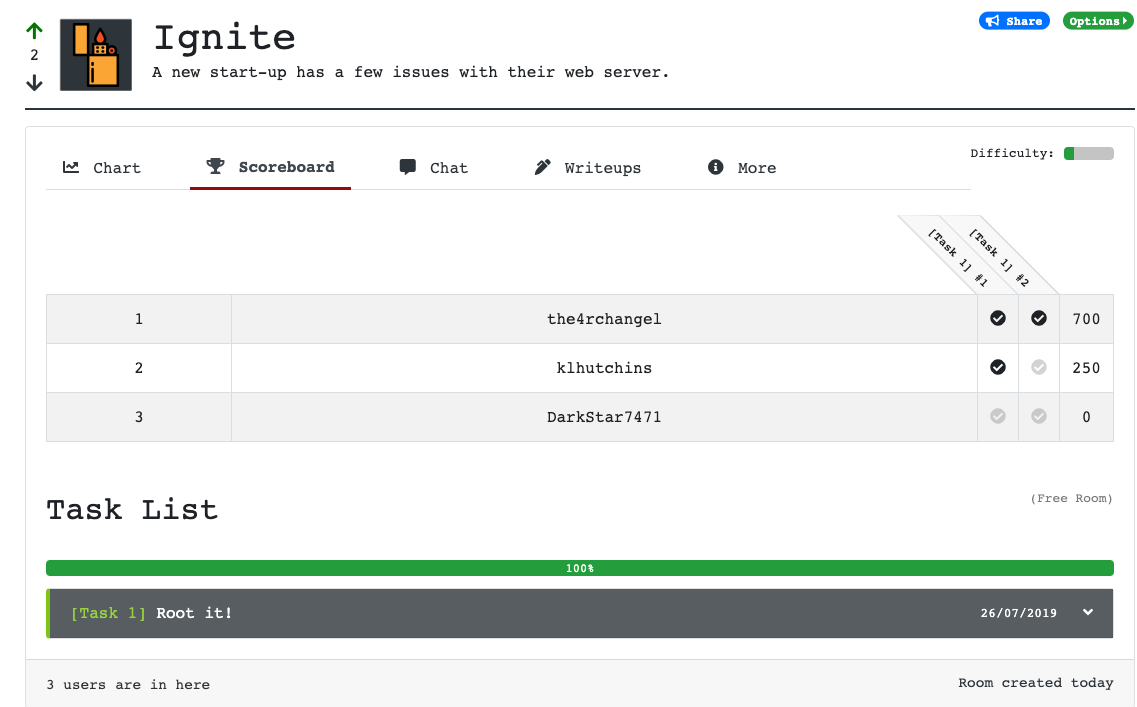 Ignite
Share
Options
2
A new start-up has a few issues with their web server.
Chart
Scoreboard
Chat
Writeups
More
Difficulty:
[Task 1] #1
[Task 1] #2
1 the4rchangel 700
2 klhutchins 250
3 DarkStar7471 0
Task List
(Free Room)
100%
[Task 1] Root it! 26/07/2019
3 users are in here
Room created today